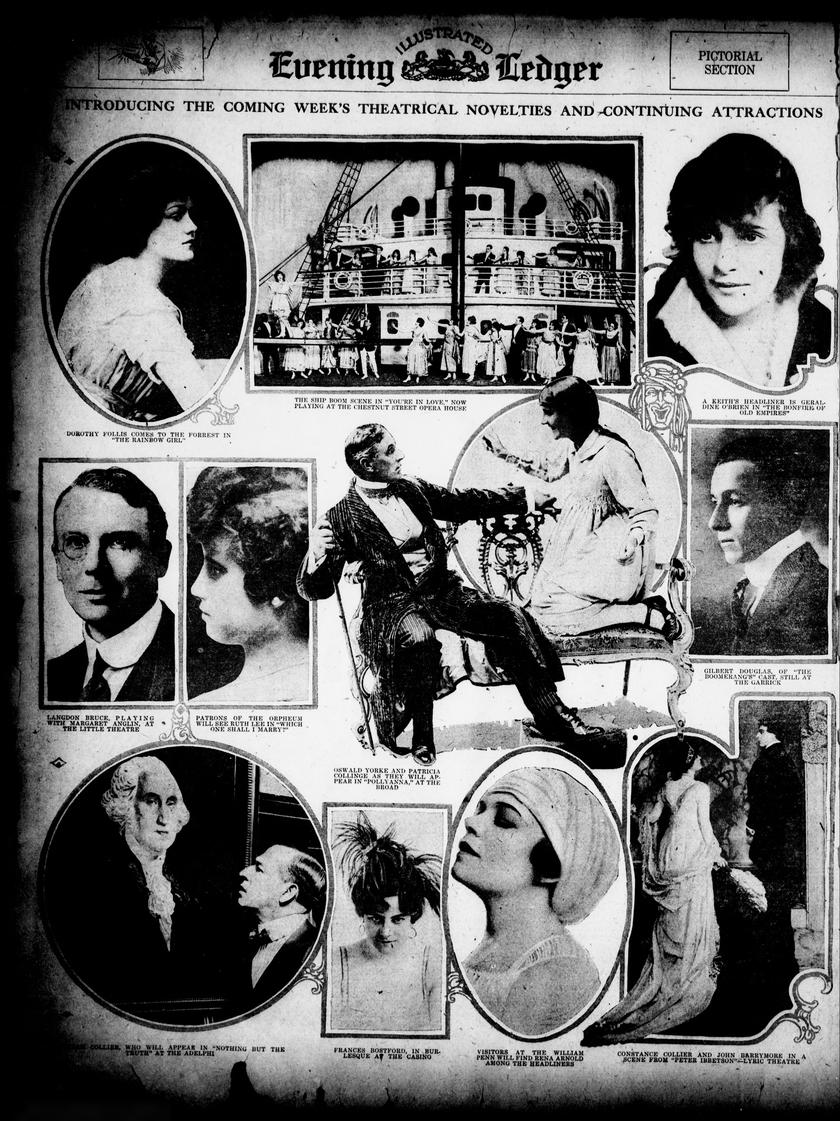 Evening ILLUSTRATED Ledger
PICTORIAL
SECTION
INTRODUCING THE COMING WEEK'S THEATRICAL NOVELTIES AND CONTINUING ATTRACTIONS
DOROTHY FOLLIS COMES TO THE FORREST IN
"THE RAINBOW GIRL"
THE SHIP BOOM SCENE IN "YOU'RE IN LOVE," NOW
PLAYING AT THE CHESTNUT STREET OPERA HOUSE
A KEITH'S HEADLINER IS GERAL-
DINE O'BRIEN IN "THE BONFIRE OF
OLD EMPIRES"
LANGDON BRUCE, PLAYING
WITH MARGARET ANGLIN, AT
THE LITTLE THEATRE
PATRONS OF THE ORPHEUM
WILL SEE RUTH LEE IN "WHICH
ONE SHALL I MARRY?"
OSWALD YORKE AND PATRICIA
COLLINGE AS THEY WILL AP-
PEAR IN "POLLYANNA," AT THE
BROAD
GILBERT DOUGLAS, OF "THE
BOOMERANG'S" CAST, STILL AT
THE GARRICK
COLLIER, WHO WILL APPEAR IN "NOTHING BUT THE
TRUTH" AT THE ADELPHI
FRANCES BOTSFORD, IN BUR-
LESQUE AT THE CASINO
VISITORS AT THE WILLIAM
PENN WILL FIND RENA ARNOLD
AMONG THE HEADLINERS
CONSTANCE COLLIER AND JOHN BARRYMORE IN A
SCENE FROM "PETER IBBETSON"—LYRIC THEATRE